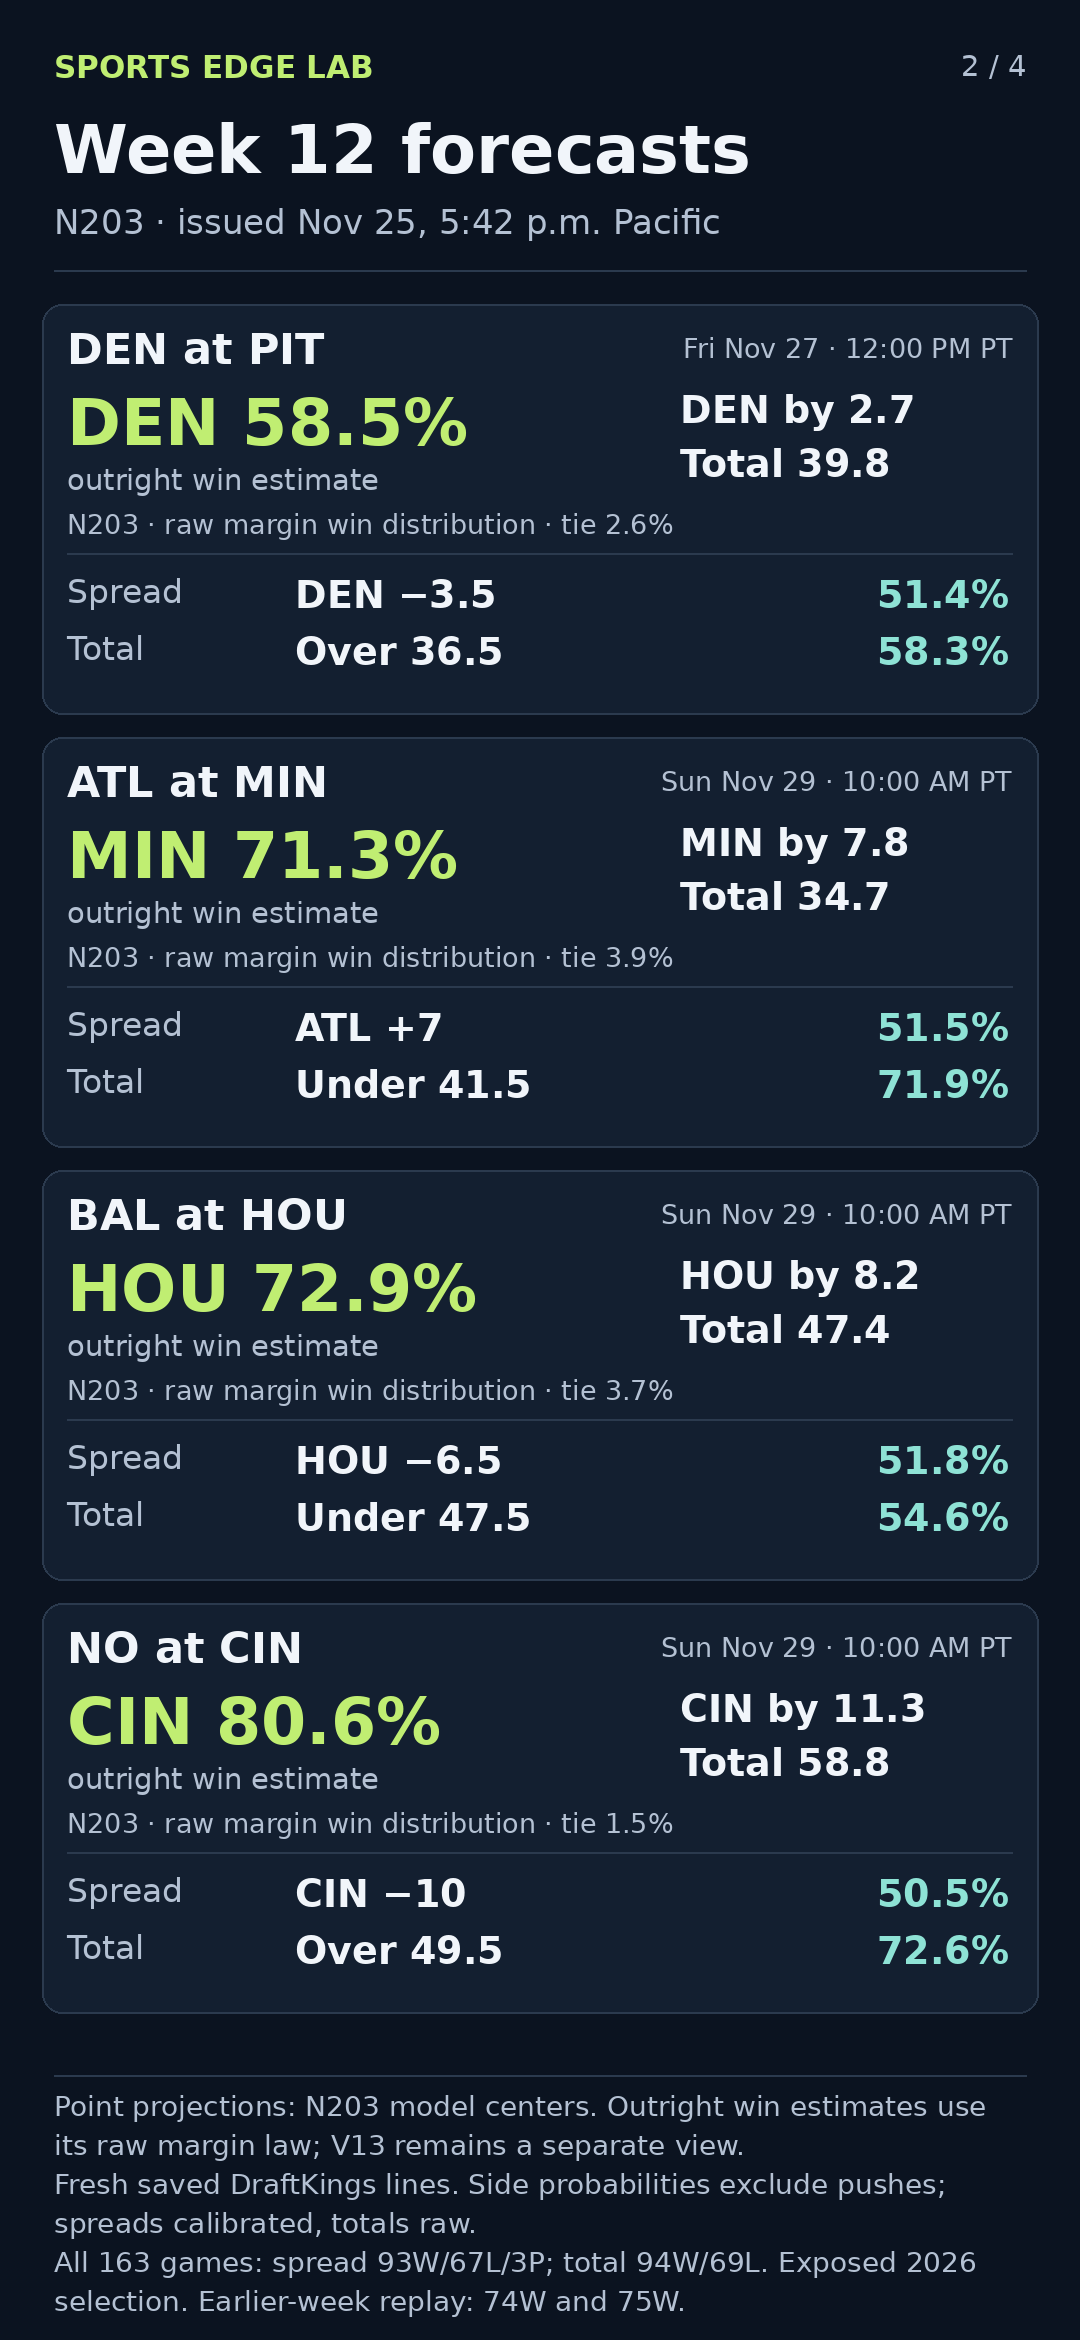 SPORTS EDGE LAB
2 / 4
Week 12 forecasts
N203 · issued Nov 25, 5:42 p.m. Pacific
DEN at PIT
Fri Nov 27 · 12:00 PM PT
DEN 58.5%
DEN by 2.7
Total 39.8
outright win estimate
N203 · raw margin win distribution · tie 2.6%
Spread DEN −3.5 51.4%
Total Over 36.5 58.3%
ATL at MIN
Sun Nov 29 · 10:00 AM PT
MIN 71.3%
MIN by 7.8
Total 34.7
outright win estimate
N203 · raw margin win distribution · tie 3.9%
Spread ATL +7 51.5%
Total Under 41.5 71.9%
BAL at HOU
Sun Nov 29 · 10:00 AM PT
HOU 72.9%
HOU by 8.2
Total 47.4
outright win estimate
N203 · raw margin win distribution · tie 3.7%
Spread HOU −6.5 51.8%
Total Under 47.5 54.6%
NO at CIN
Sun Nov 29 · 10:00 AM PT
CIN 80.6%
CIN by 11.3
Total 58.8
outright win estimate
N203 · raw margin win distribution · tie 1.5%
Spread CIN −10 50.5%
Total Over 49.5 72.6%
Point projections: N203 model centers. Outright win estimates use
its raw margin law; V13 remains a separate view.
Fresh saved DraftKings lines. Side probabilities exclude pushes;
spreads calibrated, totals raw.
All 163 games: spread 93W/67L/3P; total 94W/69L. Exposed 2026
selection. Earlier-week replay: 74W and 75W.